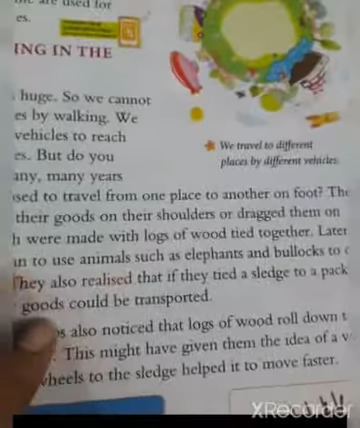 are used for
es.
ING IN THE
huge. So we cannot
es by walking. We
vehicles to reach
es. But do you
any, many years
We travel to different
places by different vehicles.
sed to travel from one place to another on foot? The
their goods on their shoulders or dragged them on
h were made with logs of wood tied together. Later
an to use animals such as elephants and bullocks to
They also realised that if they tied a sledge to a pack
goods could be transported.
also noticed that logs of wood roll down
This might have given them the idea of a
wheels to the sledge helped it to move faster.
XRecorder